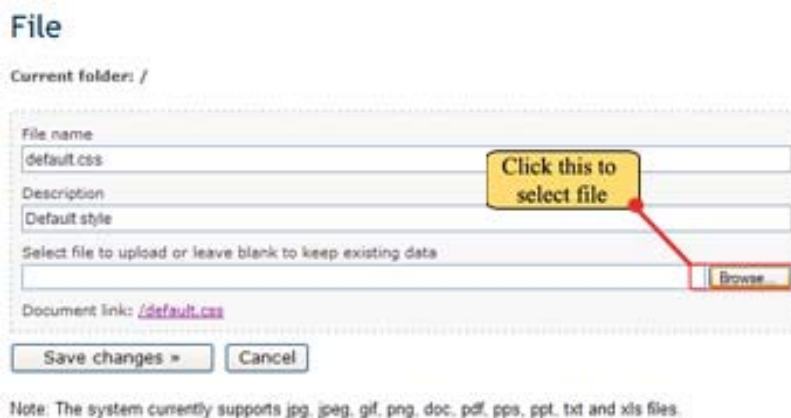 File
Current folder: /
File name
default.css
Description
Click this to
select file
Default style
Select file to upload or leave blank to keep existing data
Browse...
Document link: /default.css
Save changes » Cancel
Note: The system currently supports jpg, jpeg, gif, png, doc, pdf, pps, ppt, txt and xls files.